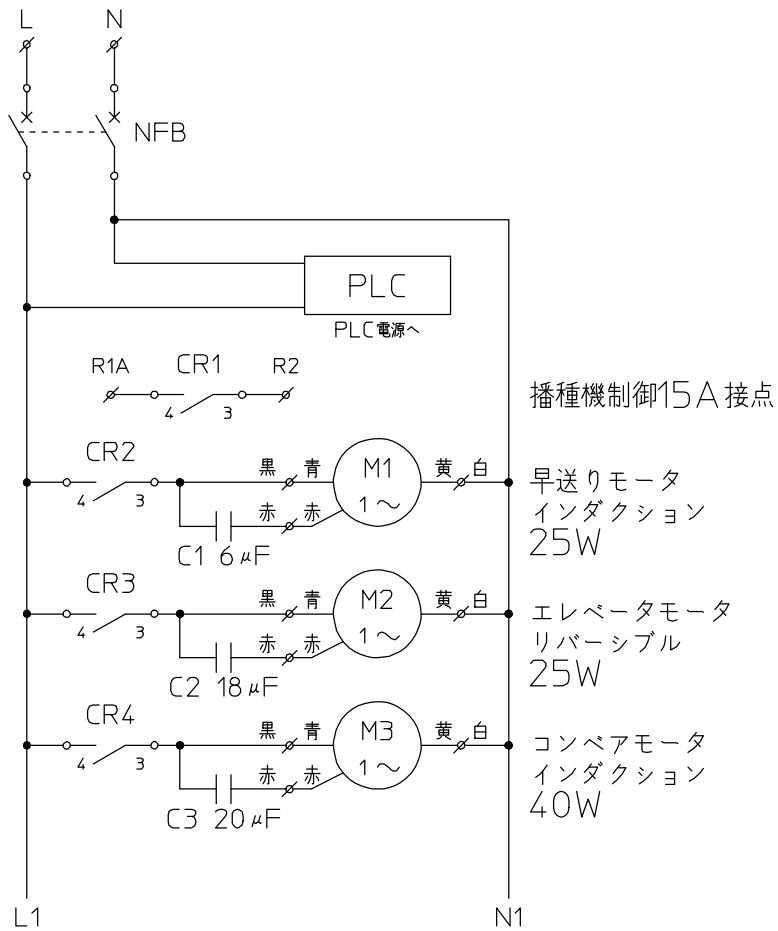 L N
NFB
PLC
PLC電源へ
R1A CR1 R2
4 3
播種機制御15A接点
CR2 黒 青 M1 黄 白
4 3 赤 赤 1～
C1 6μF
早送りモータ
インダクション
25W
CR3 黒 青 M2 黄 白
4 3 赤 赤 1～
C2 18μF
エレベータモータ
リバーシブル
25W
CR4 黒 青 M3 黄 白
4 3 赤 赤 1～
C3 20μF
コンベアモータ
インダクション
40W
L1 N1